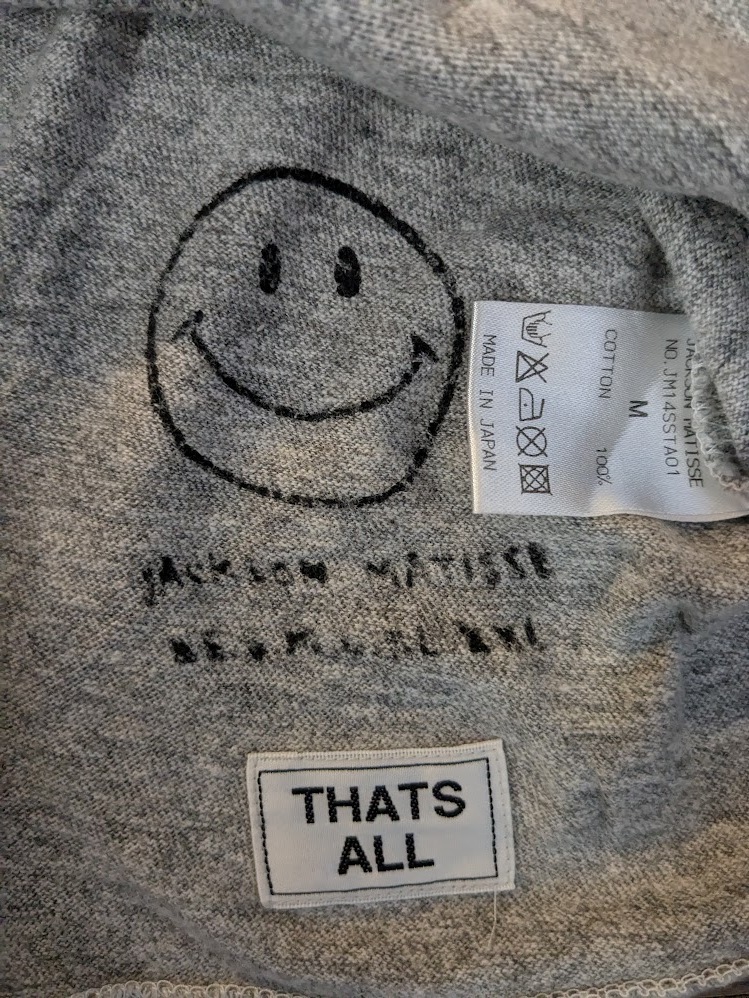 JACKSON MATISSE
THATS
ALL
JACKSON MATISSE
NO.JM14SSTA01
M
COTTON 100%
MADE IN JAPAN